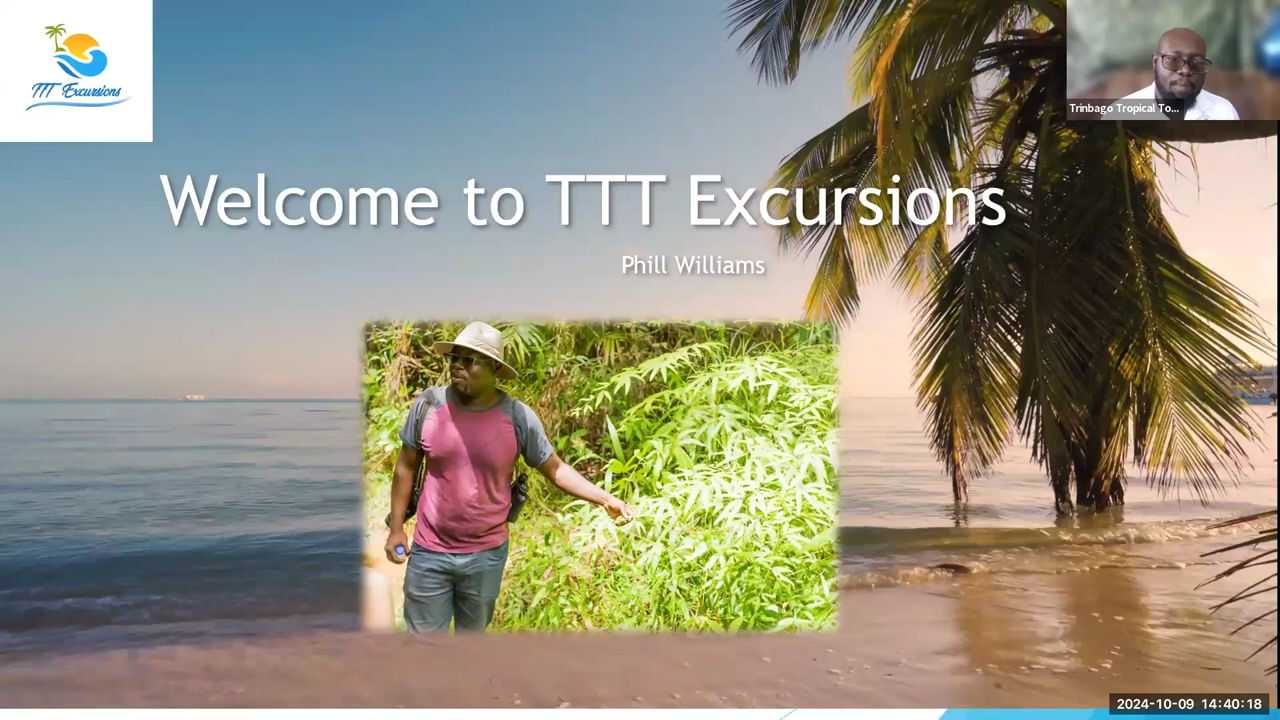 TTT Excursions
Trinbago Tropical To...
Welcome to TTT Excursions
Phill Williams
2024-10-09 14:40:18